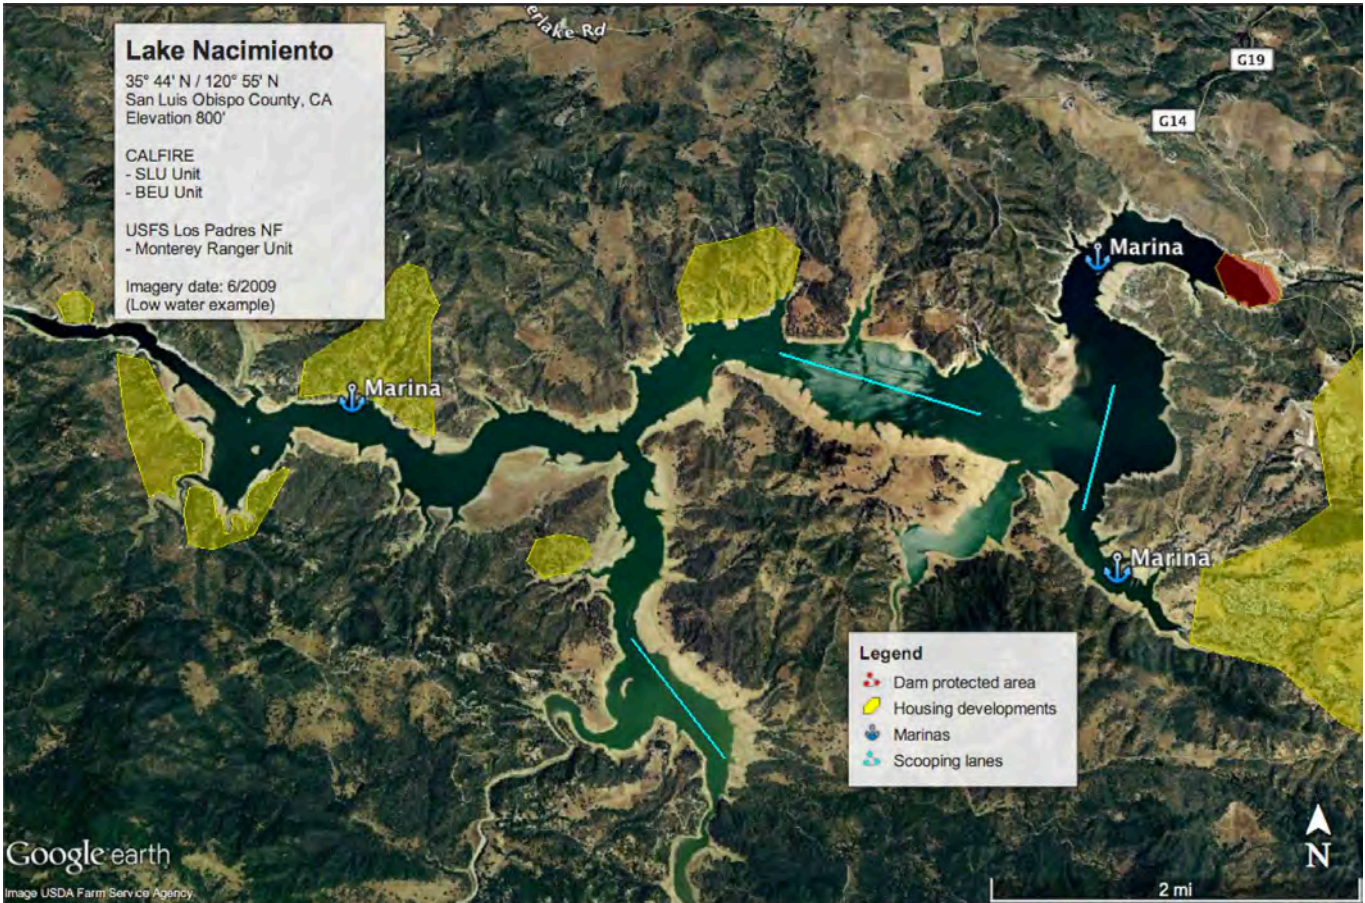 erlake Rd
Lake Nacimiento
35° 44' N / 120° 55' N
San Luis Obispo County, CA
Elevation 800'
CALFIRE
- SLU Unit
- BEU Unit
USFS Los Padres NF
- Monterey Ranger Unit
Imagery date: 6/2009
(Low water example)
G19
G14
Marina
Marina
Marina
Legend
Dam protected area
Housing developments
Marinas
Scooping lanes
Google earth
Image USDA Farm Service Agency
N
2 mi